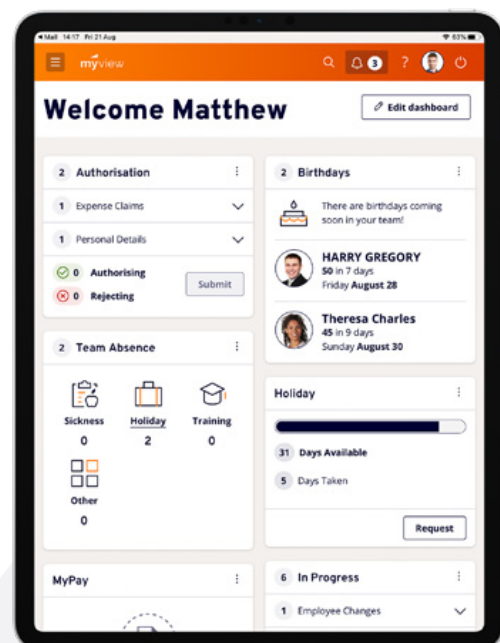 Mail 14:17 Fri 21 Aug
63%
myview
3
?
Welcome Matthew
Edit dashboard
2 Authorisation
1 Expense Claims
1 Personal Details
0 Authorising
0 Rejecting
Submit
2 Team Absence
Sickness
0
Holiday
2
Training
0
Other
0
MyPay
2 Birthdays
There are birthdays coming
soon in your team!
HARRY GREGORY
50 in 7 days
Friday August 28
Theresa Charles
45 in 9 days
Sunday August 30
Holiday
31 Days Available
5 Days Taken
Request
6 In Progress
1 Employee Changes